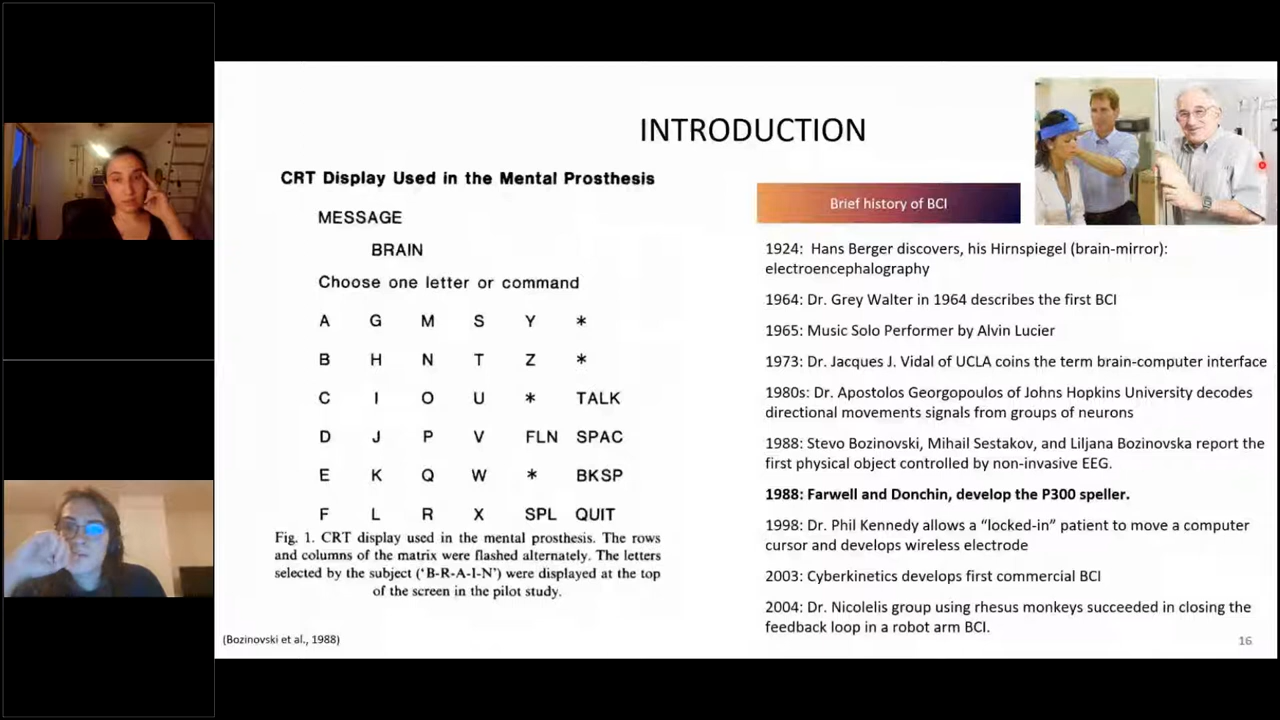 INTRODUCTION
CRT Display Used in the Mental Prosthesis
MESSAGE
BRAIN
Choose one letter or command
A G M S Y *
B H N T Z *
C I O U * TALK
D J P V FLN SPAC
E K Q W * BKSP
F L R X SPL QUIT
Fig. 1. CRT display used in the mental prosthesis. The rows
and columns of the matrix were flashed alternately. The letters
selected by the subject (‘B-R-A-I-N’) were displayed at the top
of the screen in the pilot study.
(Bozinovski et al., 1988)
Brief history of BCI
1924: Hans Berger discovers, his Hirnspiegel (brain-mirror):
electroencephalography
1964: Dr. Grey Walter in 1964 describes the first BCI
1965: Music Solo Performer by Alvin Lucier
1973: Dr. Jacques J. Vidal of UCLA coins the term brain-computer interface
1980s: Dr. Apostolos Georgopoulos of Johns Hopkins University decodes
directional movements signals from groups of neurons
1988: Stevo Bozinovski, Mihail Sestakov, and Liljana Bozinovska report the
first physical object controlled by non-invasive EEG.
1988: Farwell and Donchin, develop the P300 speller.
1998: Dr. Phil Kennedy allows a “locked-in” patient to move a computer
cursor and develops wireless electrode
2003: Cyberkinetics develops first commercial BCI
2004: Dr. Nicolelis group using rhesus monkeys succeeded in closing the
feedback loop in a robot arm BCI.
16